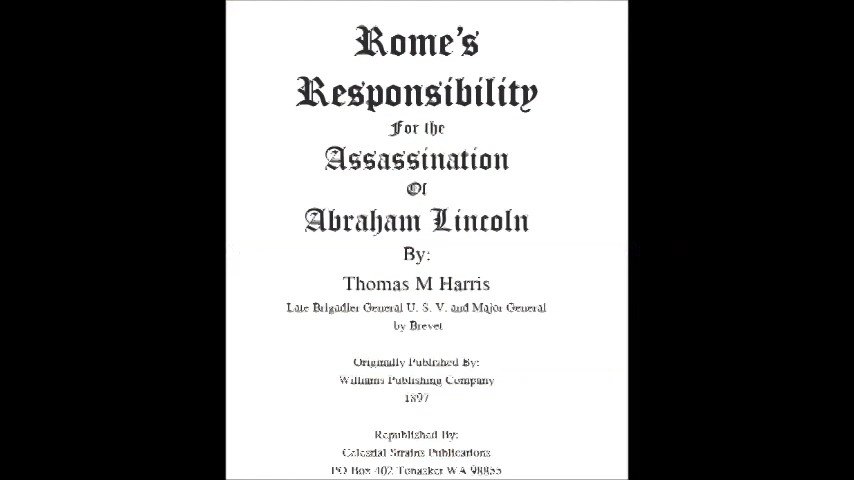 Rome's
Responsibility
For the
Assassination
Of
Abraham Lincoln
By:
Thomas M Harris
Late Brigadier General U. S. V. and Major General
by Brevet
Originally Published By:
Williams Publishing Company
1897
Republished By:
Celestial Strains Publications
PO Box 402 Tonasket WA 98855